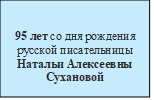 95 лет со дня рождения
русской писательницы
Натальи Алексеевны
Сухановой